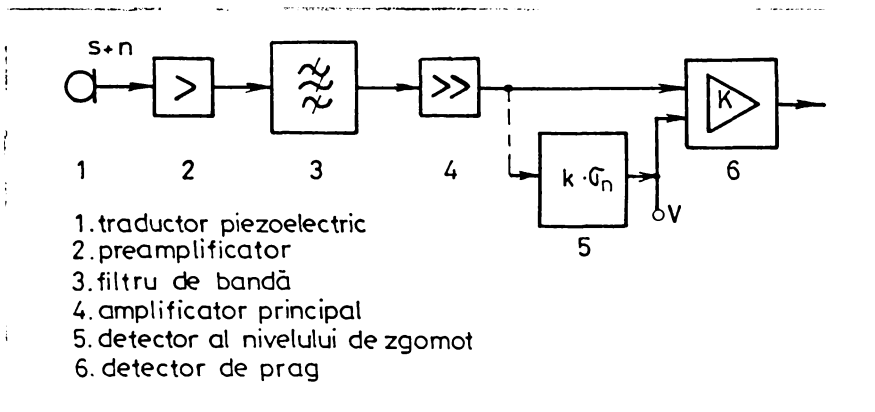 s+n
> >> K
k·σn
V
1 2 3 4 5 6
1. traductor piezoelectric
2. preamplificator
3. filtru de bandă
4. amplificator principal
5. detector al nivelului de zgomot
6. detector de prag